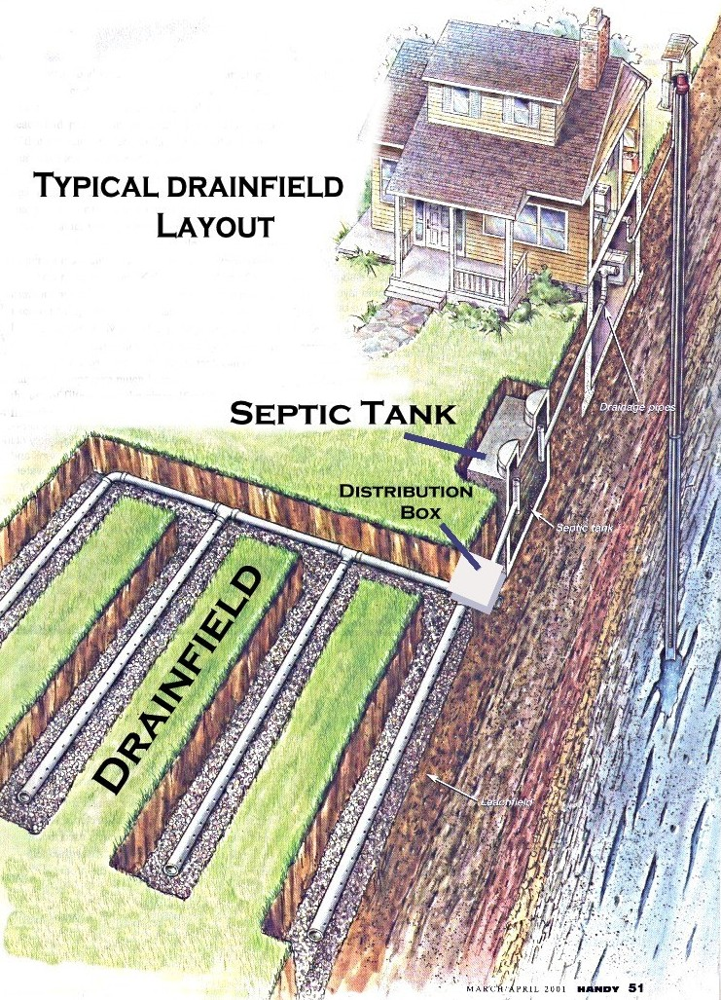 TYPICAL DRAINFIELD
LAYOUT
SEPTIC TANK
Drainage pipes
DISTRIBUTION
BOX
Septic tank
DRAINFIELD
Leachfield
MARCH/APRIL 2001 HANDY 51